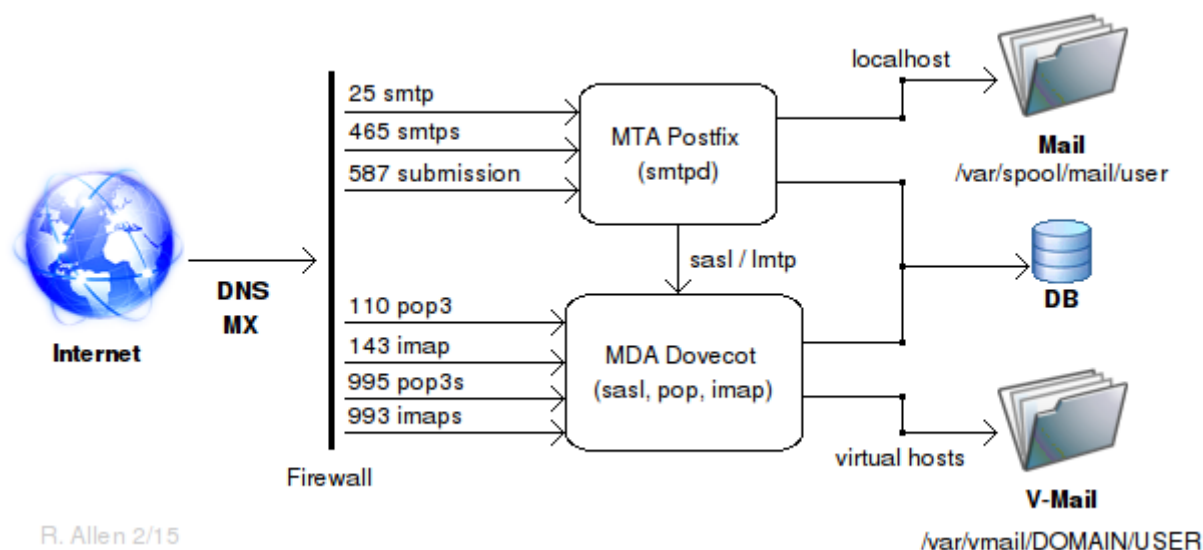 localhost
25 smtp
465 smtps
587 submission
MTA Postfix
(smtpd)
Mail
/var/spool/mail/user
sasl / lmtp
DNS
MX
Internet
DB
110 pop3
143 imap
995 pop3s
993 imaps
MDA Dovecot
(sasl, pop, imap)
Firewall
virtual hosts
V-Mail
/var/vmail/DOMAIN/USER
R. Allen 2/15